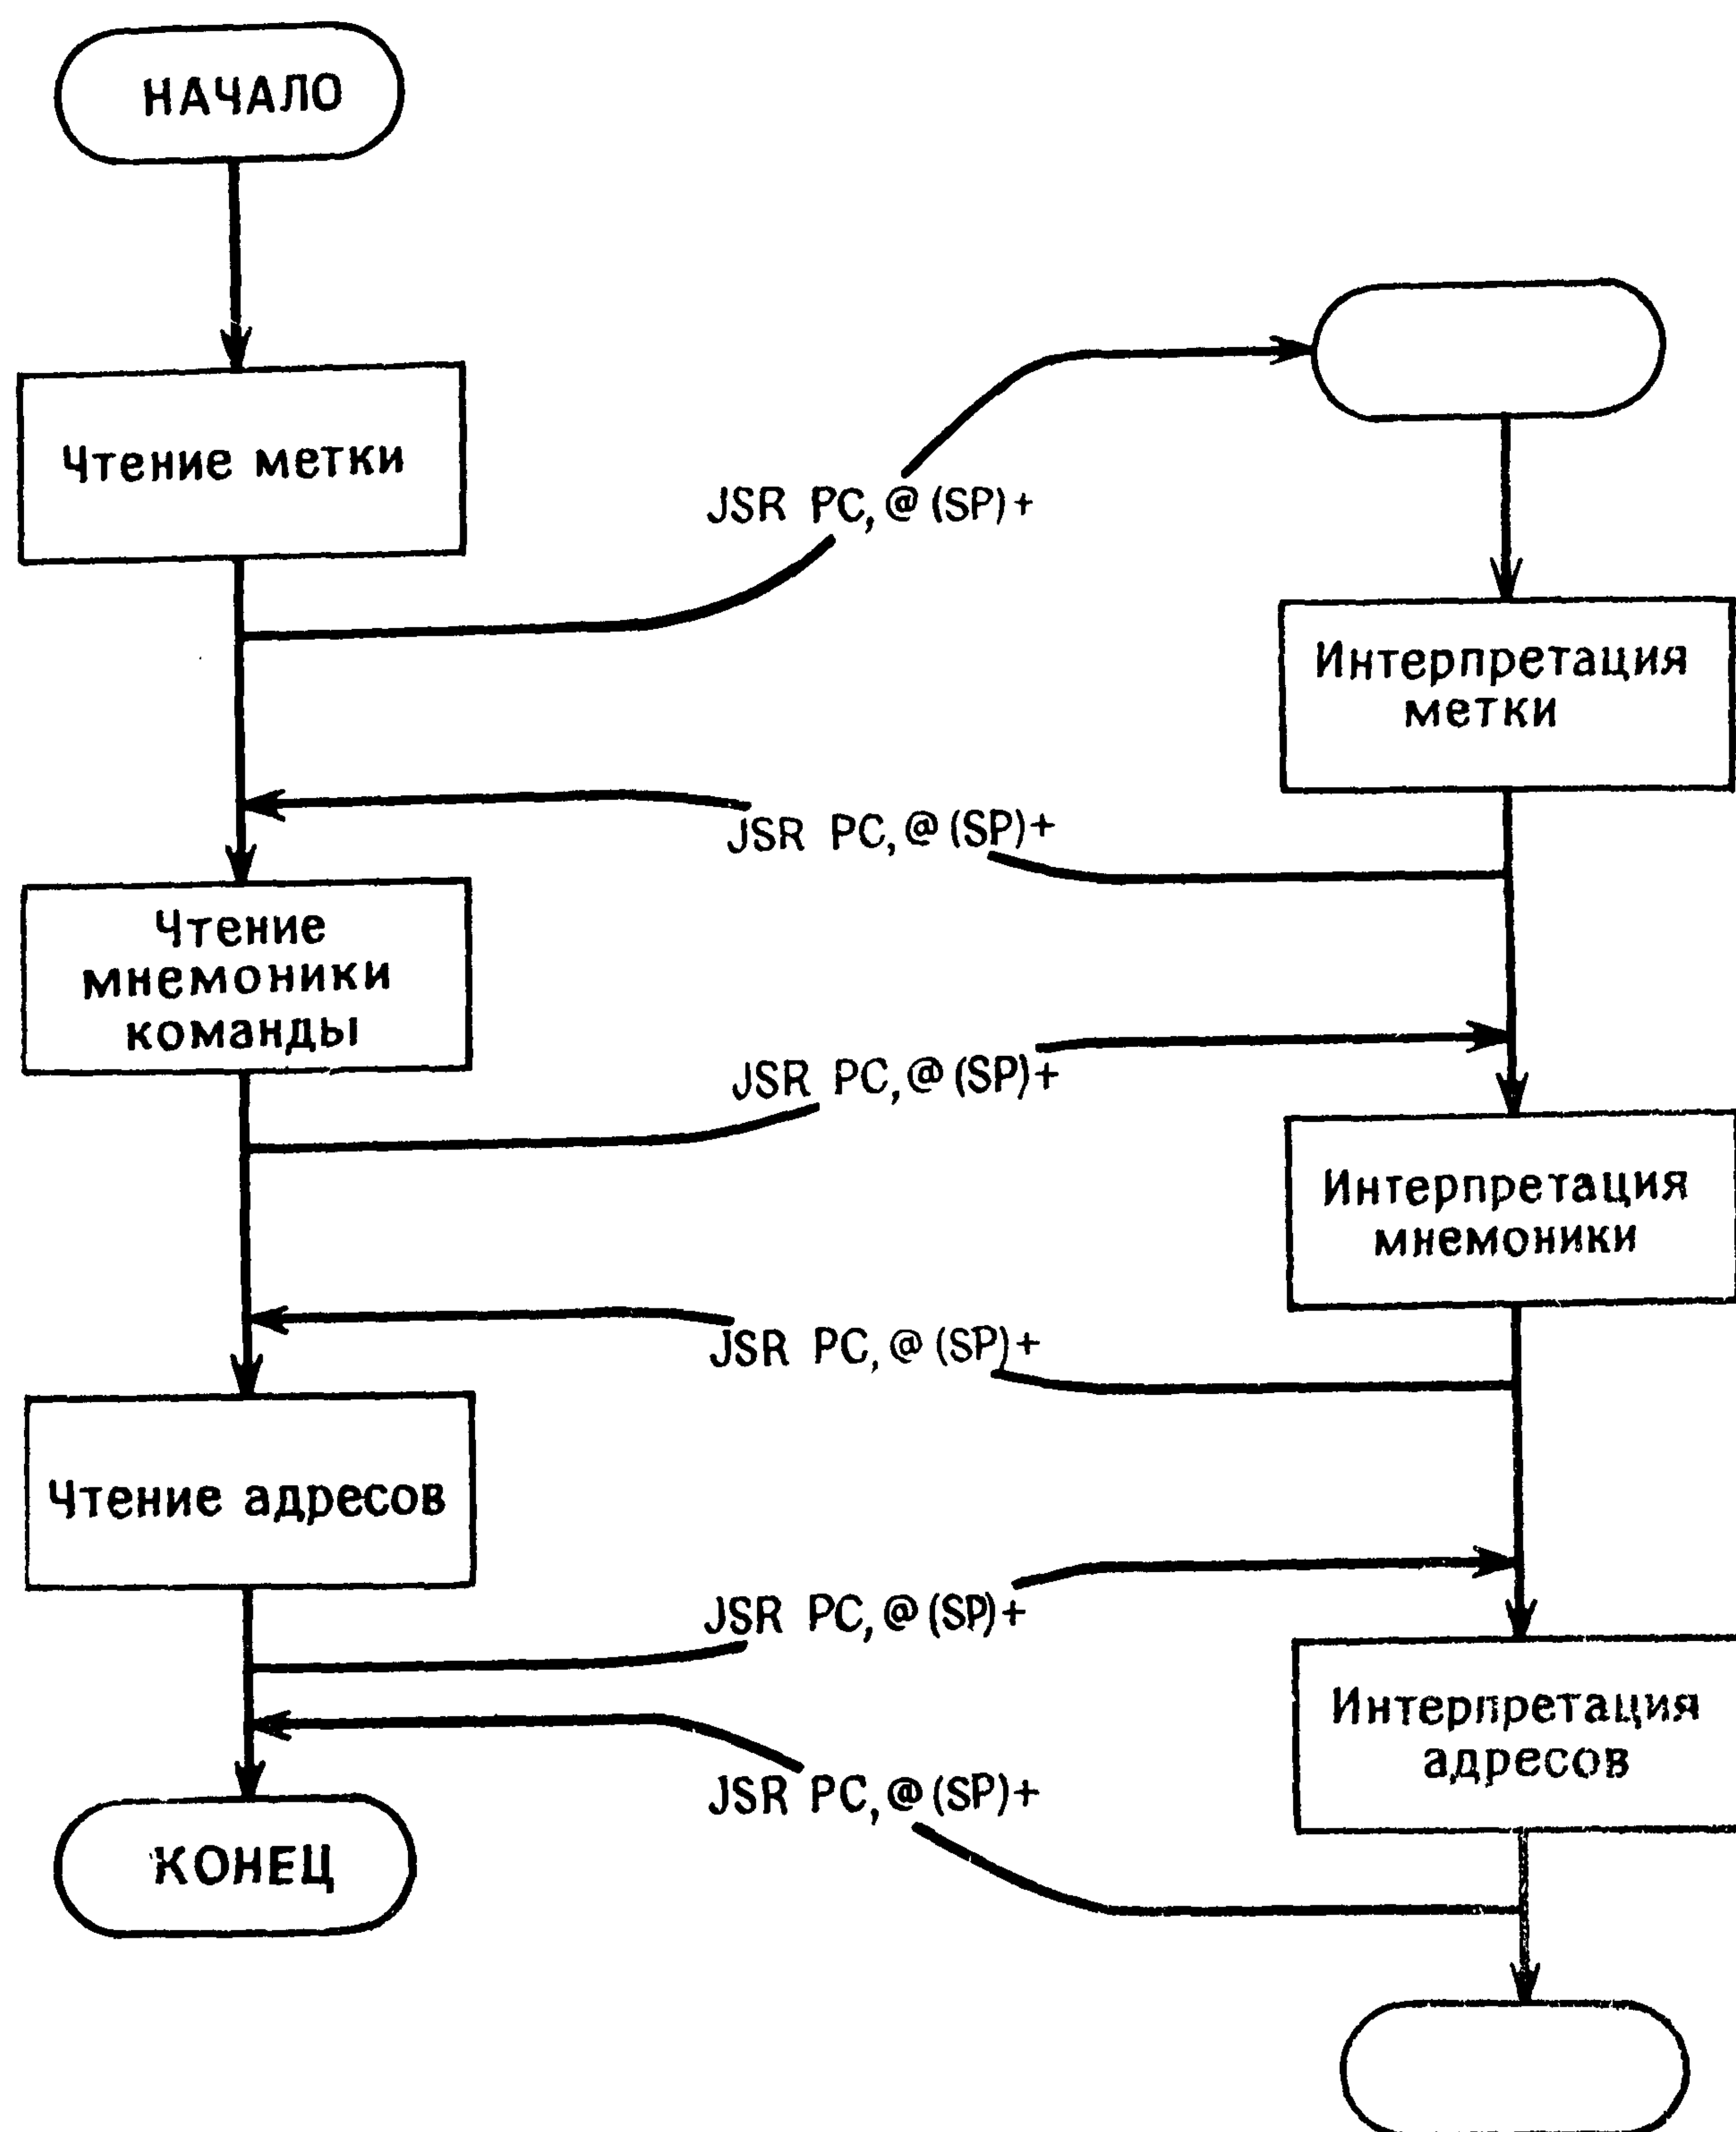 НАЧАЛО
Чтение метки
JSR PC, @ (SP) +
Интерпретация
метки
JSR PC, @ (SP) +
Чтение
мнемоники
команды
JSR PC, @ (SP) +
Интерпретация
мнемоники
JSR PC, @ (SP) +
Чтение адресов
JSR PC, @ (SP) +
Интерпретация
адресов
JSR PC, @ (SP) +
КОНЕЦ